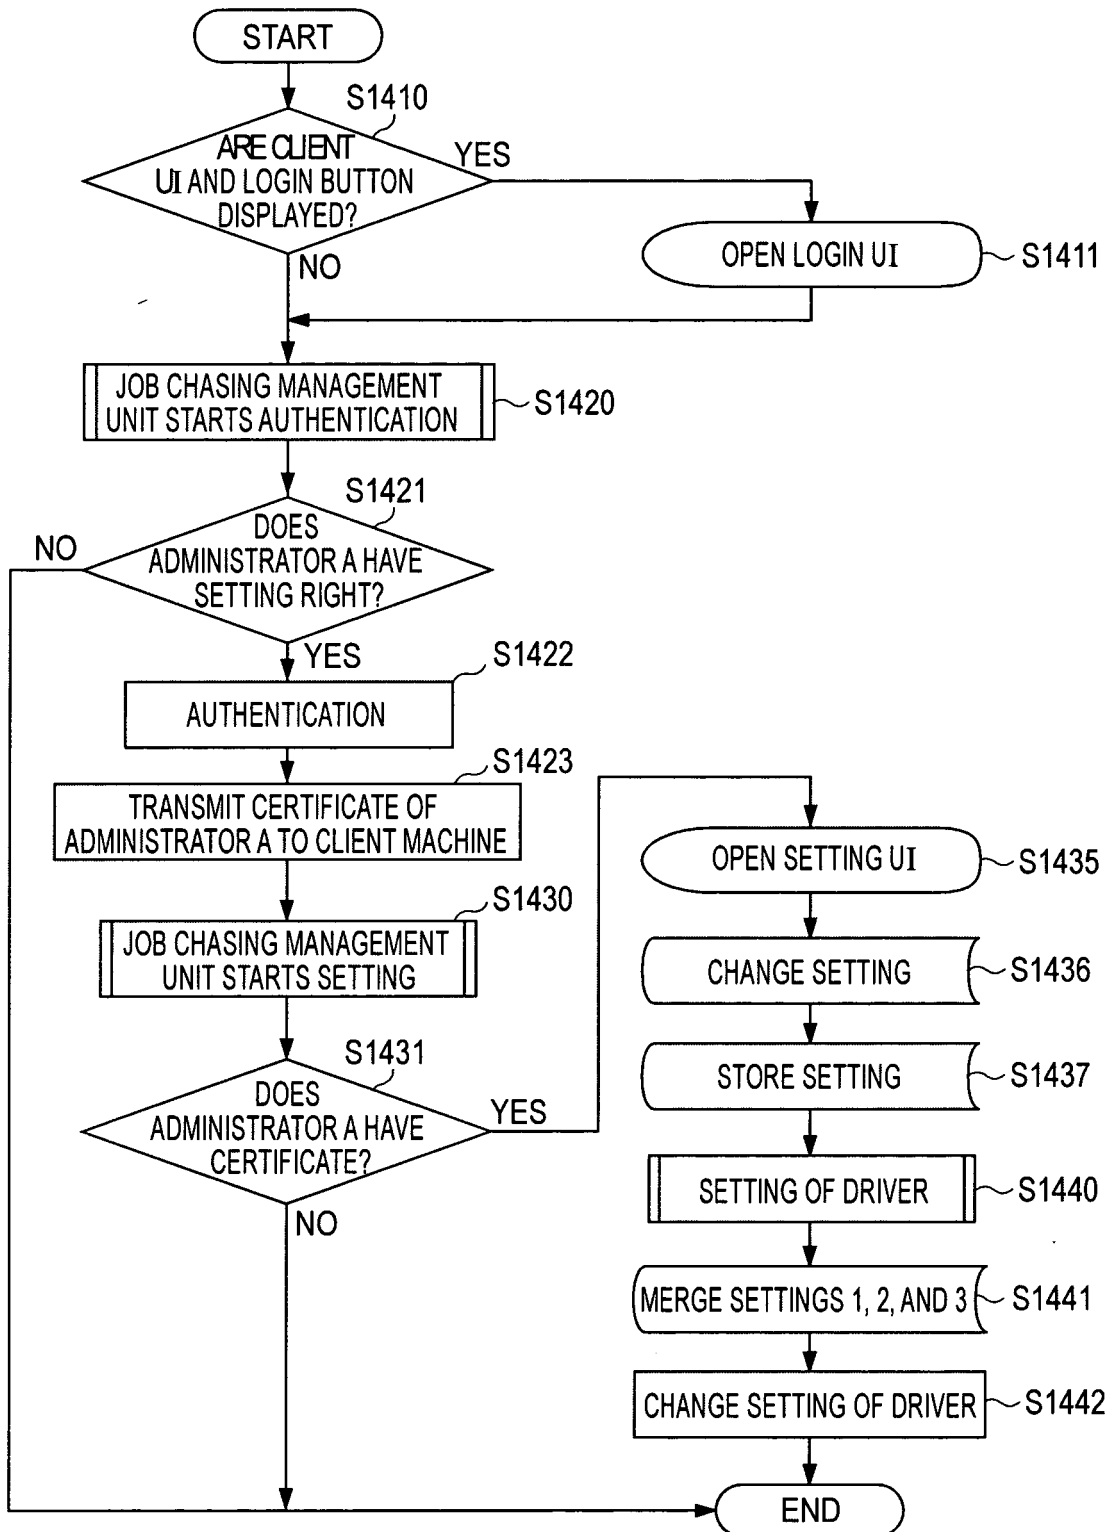 START
S1410
ARE CLIENT
UI AND LOGIN BUTTON
DISPLAYED?
YES
NO
OPEN LOGIN UI
S1411
JOB CHASING MANAGEMENT
UNIT STARTS AUTHENTICATION
S1420
S1421
DOES
ADMINISTRATOR A HAVE
SETTING RIGHT?
NO
YES
S1422
AUTHENTICATION
S1423
TRANSMIT CERTIFICATE OF
ADMINISTRATOR A TO CLIENT MACHINE
S1430
JOB CHASING MANAGEMENT
UNIT STARTS SETTING
S1431
DOES
ADMINISTRATOR A HAVE
CERTIFICATE?
YES
NO
OPEN SETTING UI
S1435
CHANGE SETTING
S1436
STORE SETTING
S1437
SETTING OF DRIVER
S1440
MERGE SETTINGS 1, 2, AND 3
S1441
CHANGE SETTING OF DRIVER
S1442
END